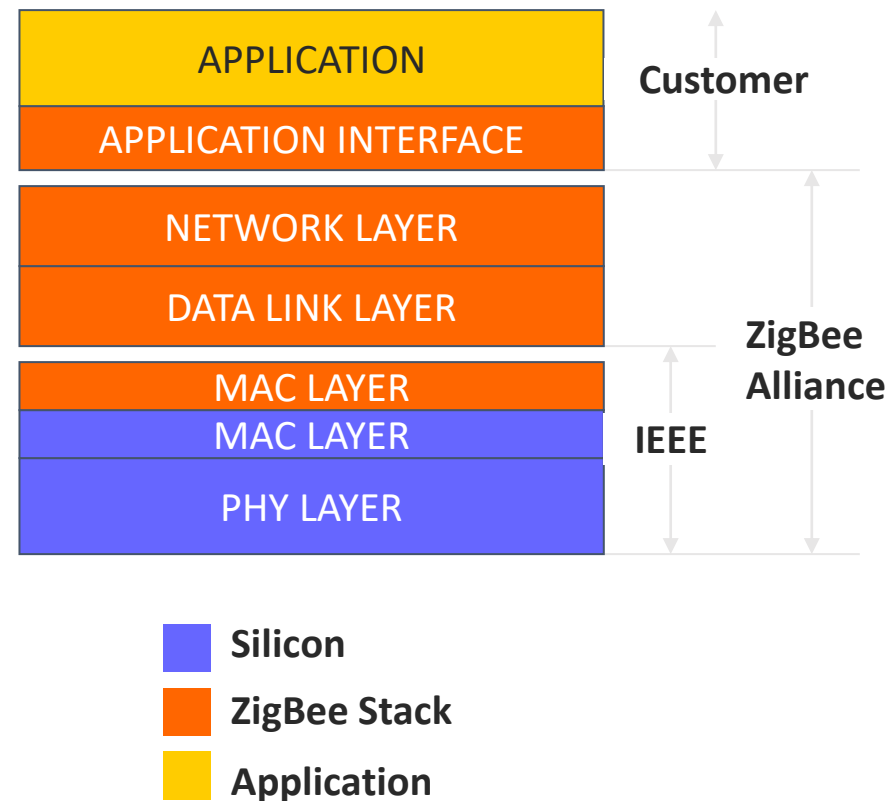 APPLICATION
Customer
APPLICATION INTERFACE
NETWORK LAYER
DATA LINK LAYER
ZigBee
Alliance
MAC LAYER
MAC LAYER
IEEE
PHY LAYER
Silicon
ZigBee Stack
Application